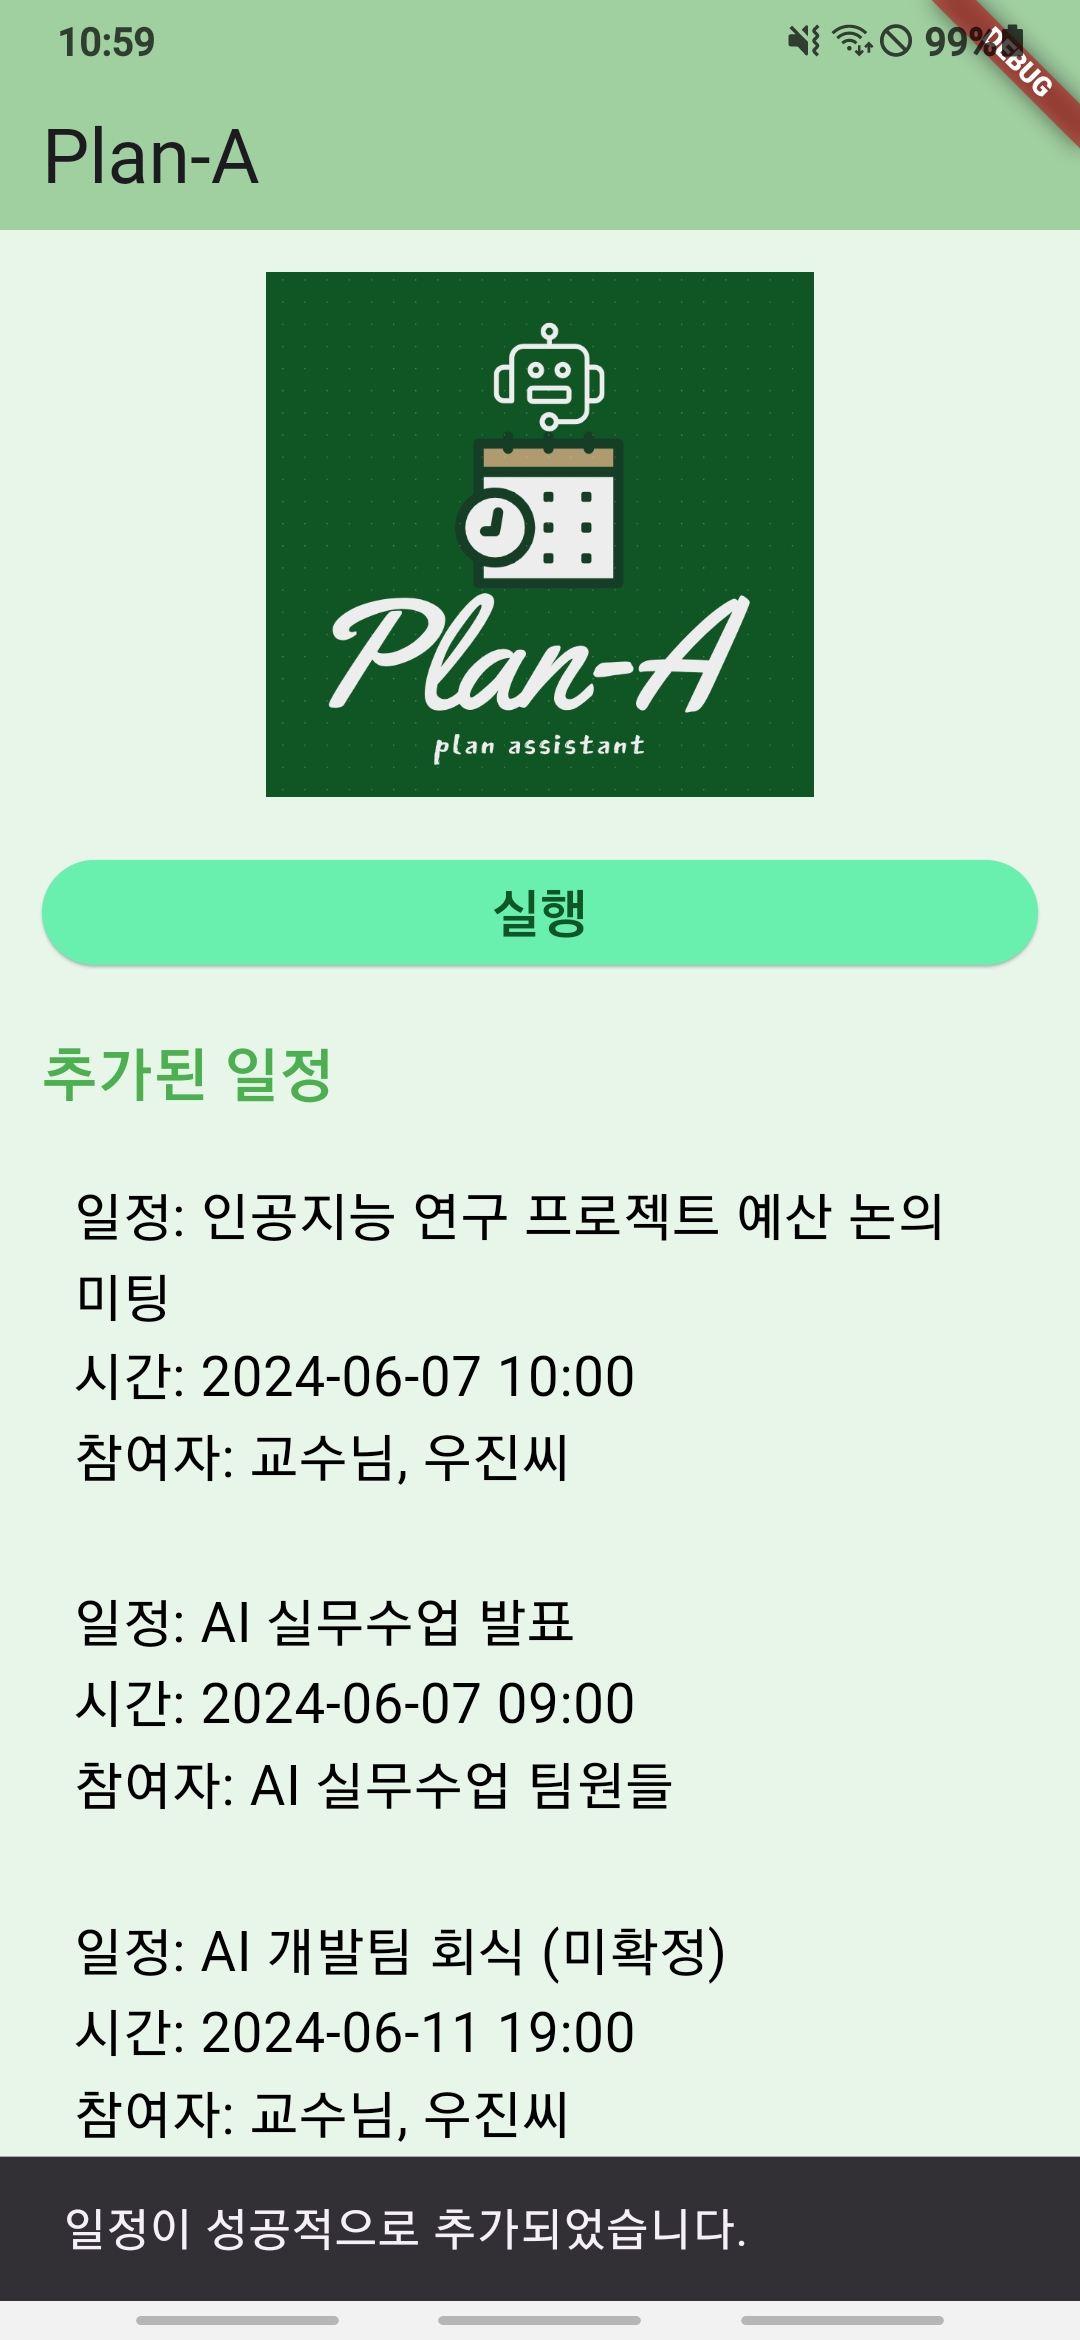 10:59
99%
DEBUG
Plan-A
Plan-A
plan assistant
실행
추가된 일정
일정: 인공지능 연구 프로젝트 예산 논의
미팅
시간: 2024-06-07 10:00
참여자: 교수님, 우진씨
일정: AI 실무수업 발표
시간: 2024-06-07 09:00
참여자: AI 실무수업 팀원들
일정: AI 개발팀 회식 (미확정)
시간: 2024-06-11 19:00
참여자: 교수님, 우진씨
일정이 성공적으로 추가되었습니다.